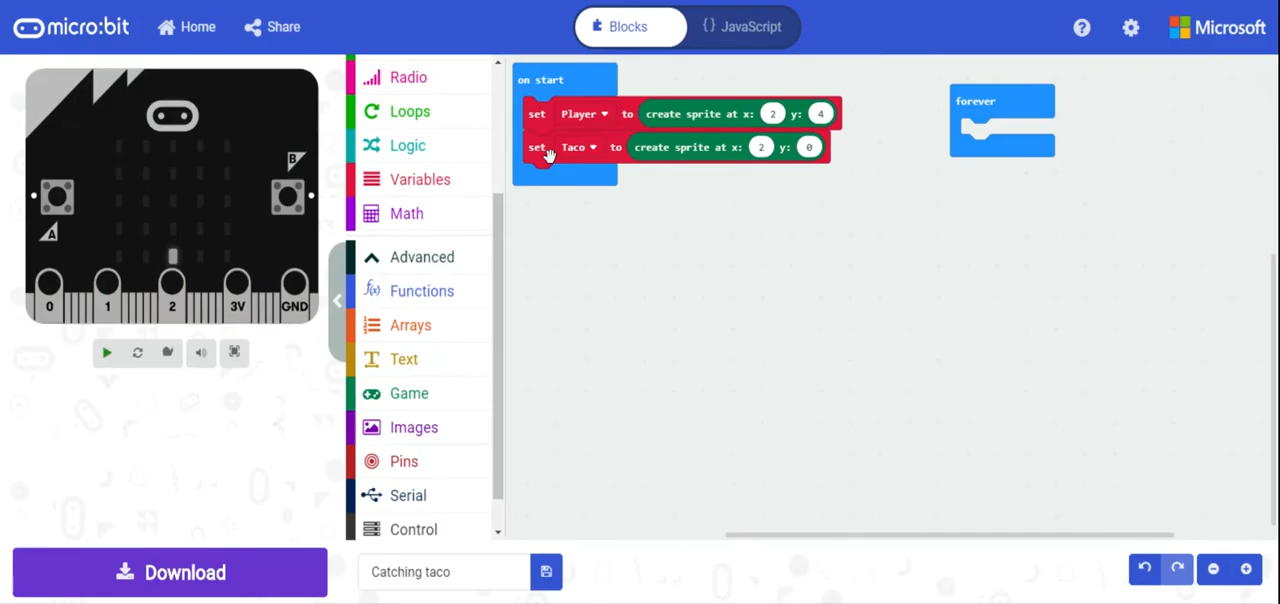 micro:bit Home Share Blocks {} JavaScript ? Microsoft
B
A
0 1 2 3V GND
Download
Radio
Loops
Logic
Variables
Math
Advanced
f(x) Functions
Arrays
Text
Game
Images
Pins
Serial
Control
on start
set Player to create sprite at x: 2 y: 4
set Taco to create sprite at x: 2 y: 0
forever
Catching taco